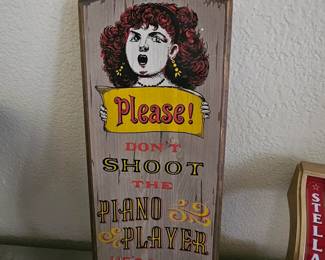 Please!
DON'T
SHOOT
THE
PIANO
PLAYER
STELLA